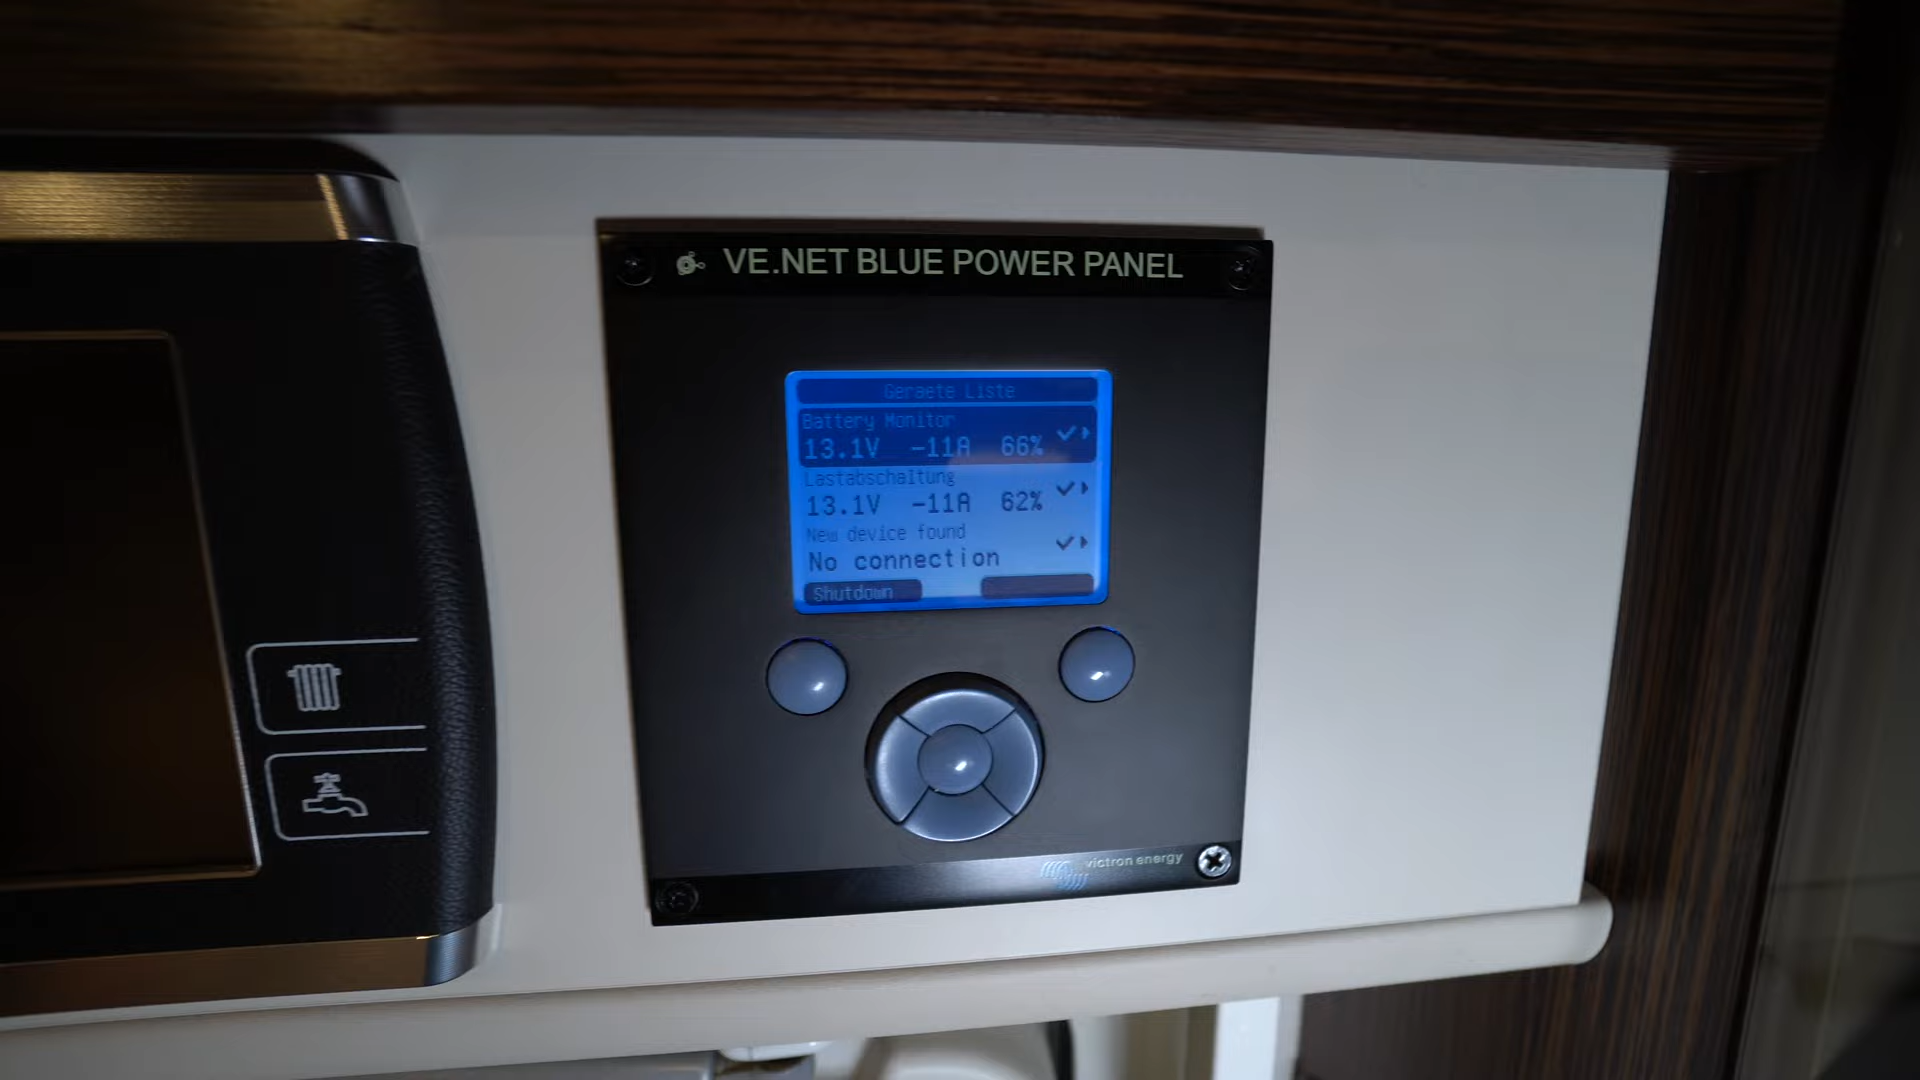 VE.NET BLUE POWER PANEL
Geraete Liste
Battery Monitor
13.1V -11A 66%
Lastabschaltung
13.1V -11A 62%
New device found
No connection
Shutdown
victron energy